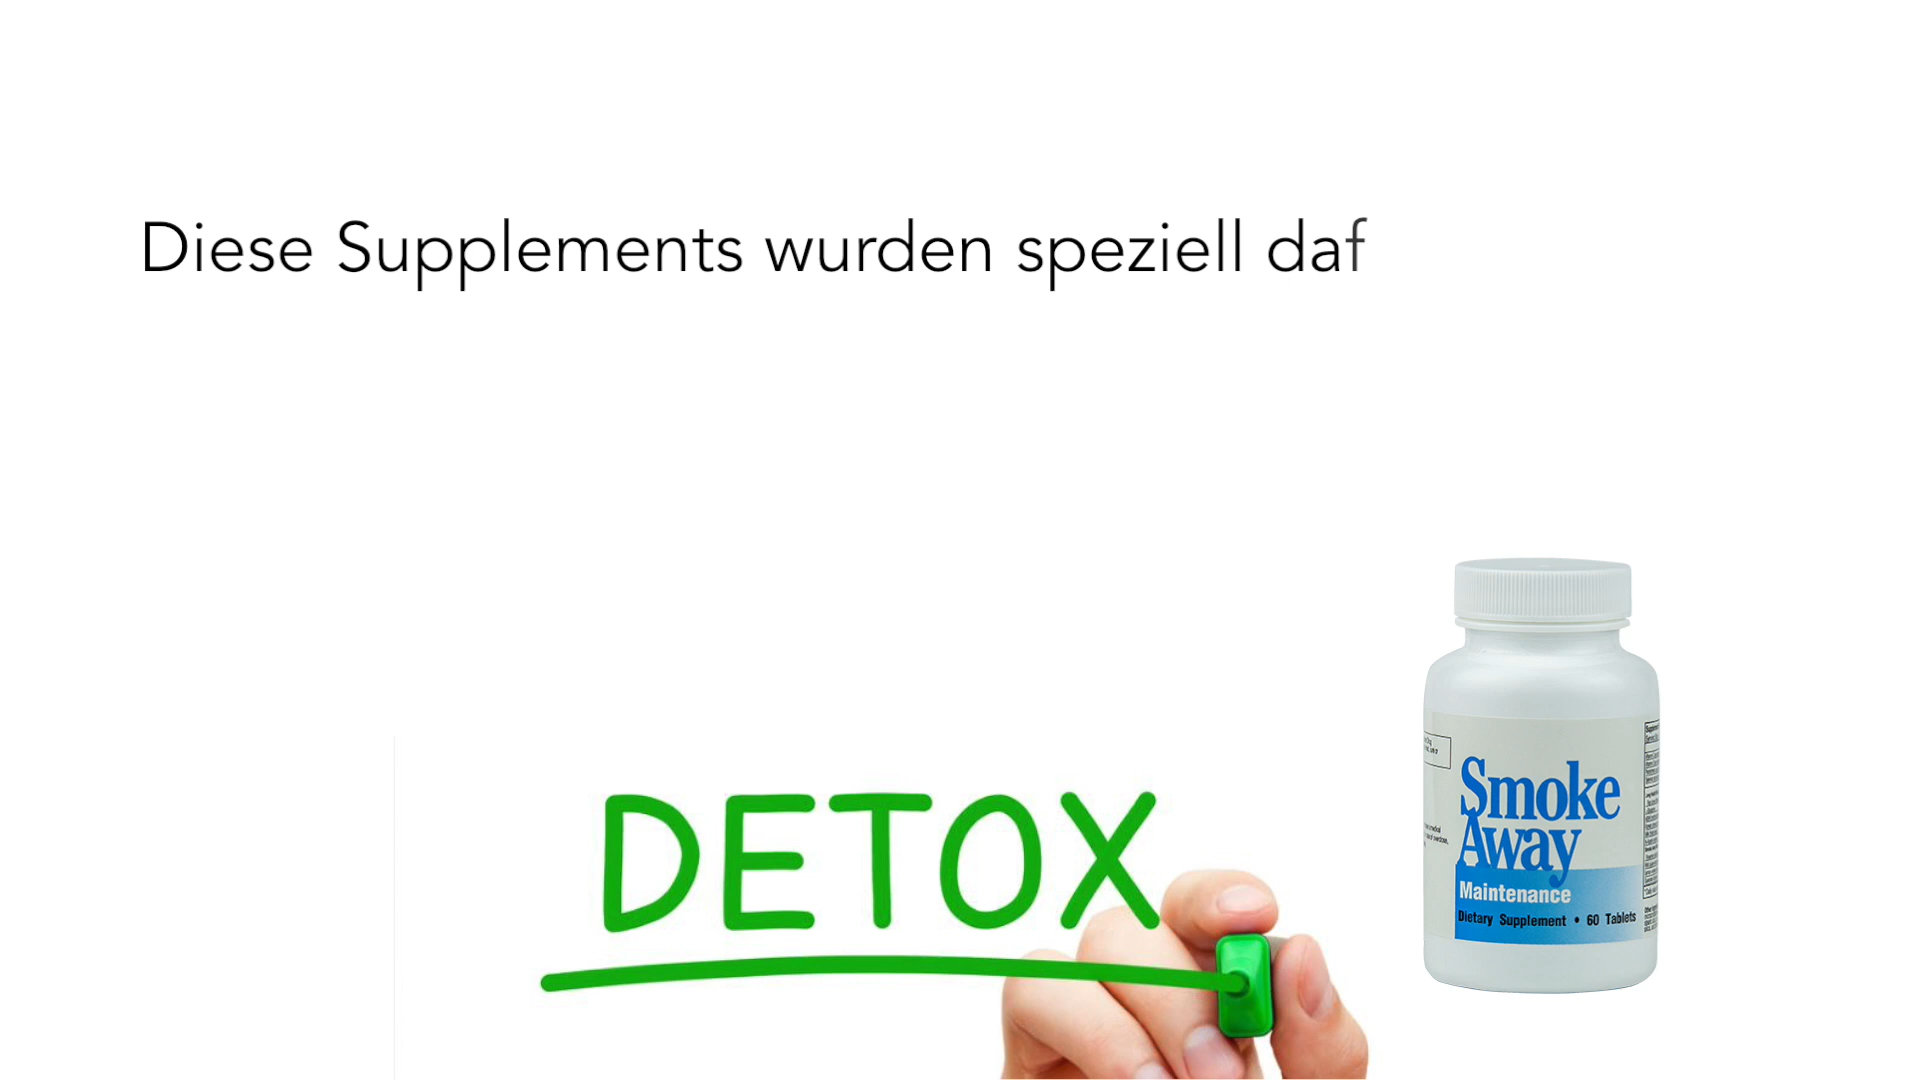 Diese Supplements wurden speziell daf
DETOX
Smoke
Away
Maintenance
Dietary Supplement • 60 Tablets